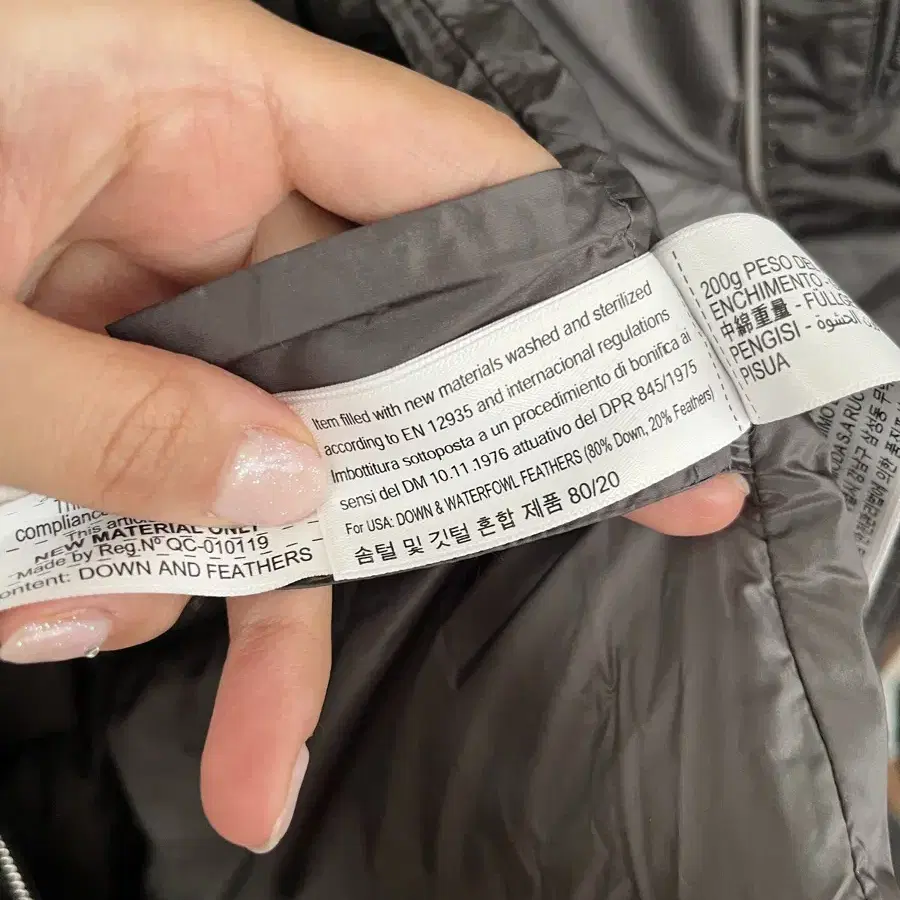 compliance
This arti
NEW MATERIAL ONLY
Made by Reg.Nº QC-010119
ontent: DOWN AND FEATHERS
Item filled with new materials washed and sterilized
according to EN 12935 and internacional regulations
Imbottitura sottoposta a un procedimiento di bonifica ai
sensi del DM 10.11.1976 attuativo del DPR 845/1975
For USA: DOWN & WATERFOWL FEATHERS (80% Down, 20% Feathers)
솜털 및 깃털 혼합 제품 80/20
200g PESO DE
ENCHIMENTO -
中綿重量 - FÜLLGE
PENGISI - الحشوة
PISUA